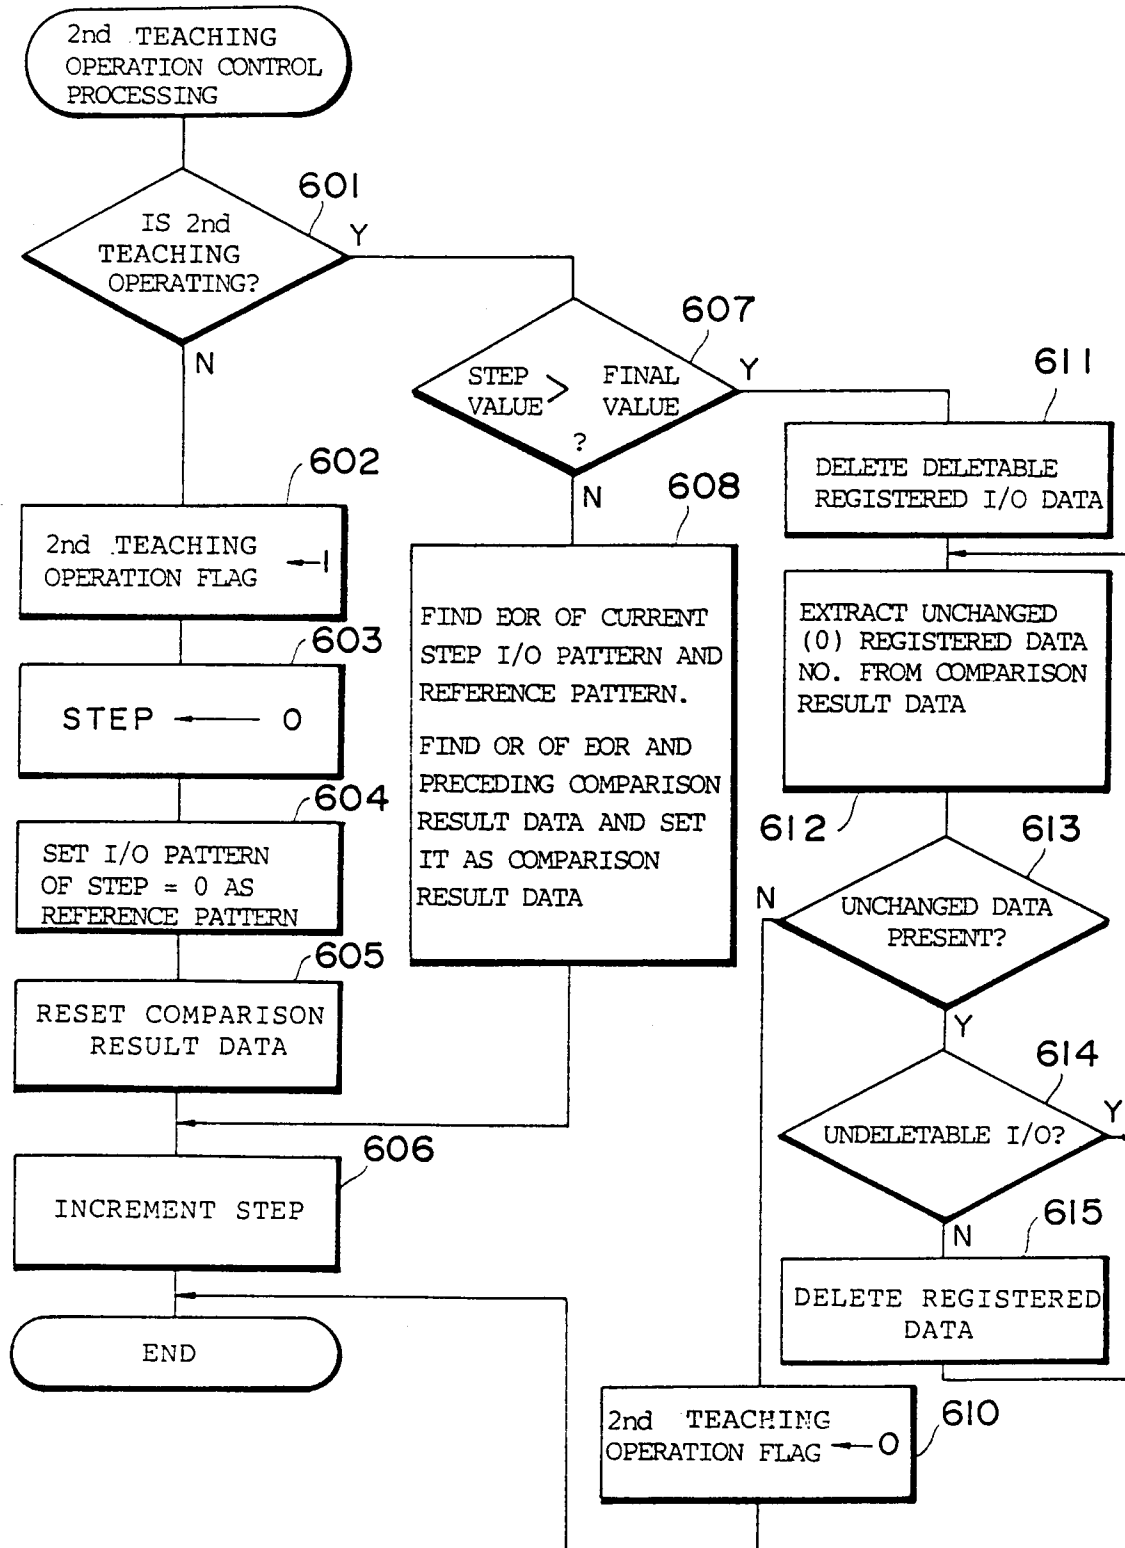 2nd TEACHING
OPERATION CONTROL
PROCESSING
601
IS 2nd
TEACHING
OPERATING?
Y
N
602
2nd TEACHING
OPERATION FLAG ← 1
603
STEP ← 0
604
SET I/O PATTERN
OF STEP = 0 AS
REFERENCE PATTERN
605
RESET COMPARISON
RESULT DATA
606
INCREMENT STEP
END
607
STEP > FINAL
VALUE VALUE
?
Y
N
608
FIND EOR OF CURRENT
STEP I/O PATTERN AND
REFERENCE PATTERN.
FIND OR OF EOR AND
PRECEDING COMPARISON
RESULT DATA AND SET
IT AS COMPARISON
RESULT DATA
611
DELETE DELETABLE
REGISTERED I/O DATA
EXTRACT UNCHANGED
(0) REGISTERED DATA
NO. FROM COMPARISON
RESULT DATA
612
613
N
UNCHANGED DATA
PRESENT?
Y
614
UNDELETABLE I/O?
Y
N
615
DELETE REGISTERED
DATA
610
2nd TEACHING
OPERATION FLAG ← 0